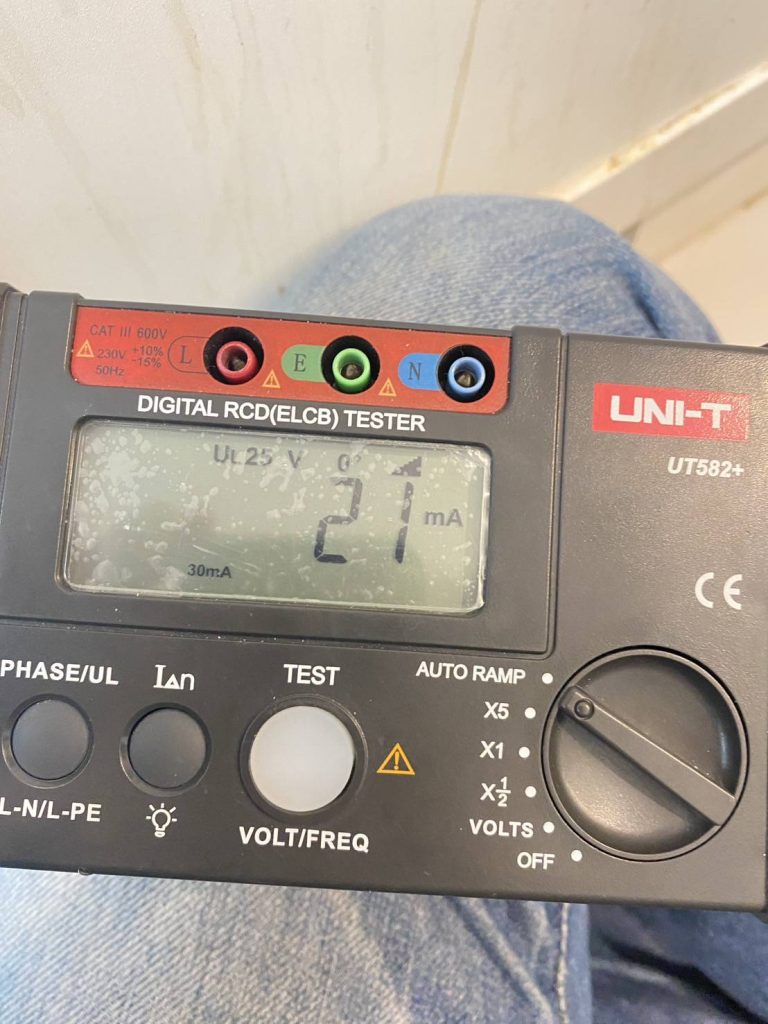 CAT III 600V
230V +10% -15%
50Hz
L
E
N
DIGITAL RCD(ELCB) TESTER
UNI-T
UT582+
UL25 V 0°
21 mA
30mA
CE
PHASE/UL
I▵n
TEST
L-N/L-PE
VOLT/FREQ
AUTO RAMP
X5
X1
X1/2
VOLTS
OFF